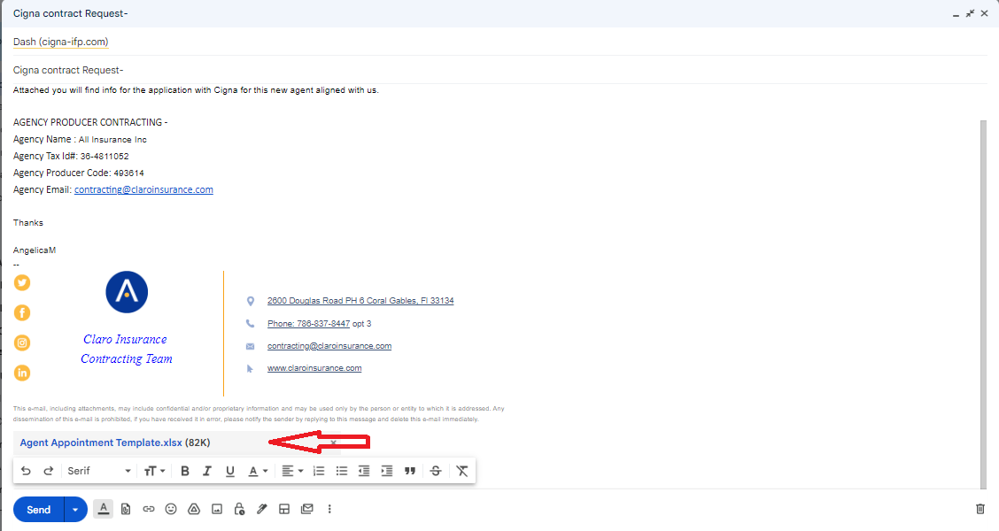 Cigna contract Request-
Dash (cigna-ifp.com)
Cigna contract Request-
Attached you will find info for the application with Cigna for this new agent aligned with us.
AGENCY PRODUCER CONTRACTING -
Agency Name : All Insurance Inc
Agency Tax Id#: 36-4811052
Agency Producer Code: 493614
Agency Email: contracting@claroinsurance.com
Thanks
AngelicaM
--
Claro Insurance
Contracting Team
2600 Douglas Road PH 6 Coral Gables, Fl 33134
Phone: 786-837-8447 opt 3
contracting@claroinsurance.com
www.claroinsurance.com
This e-mail, including attachments, may include confidential and/or proprietary information and may be used only by the person or entity to which it is addressed. Any
dissemination of this e-mail is prohibited. If you have received it in error, please notify the sender by replying to this message and delete this e-mail immediately.
Agent Appointment Template.xlsx (82K)
Serif
Send